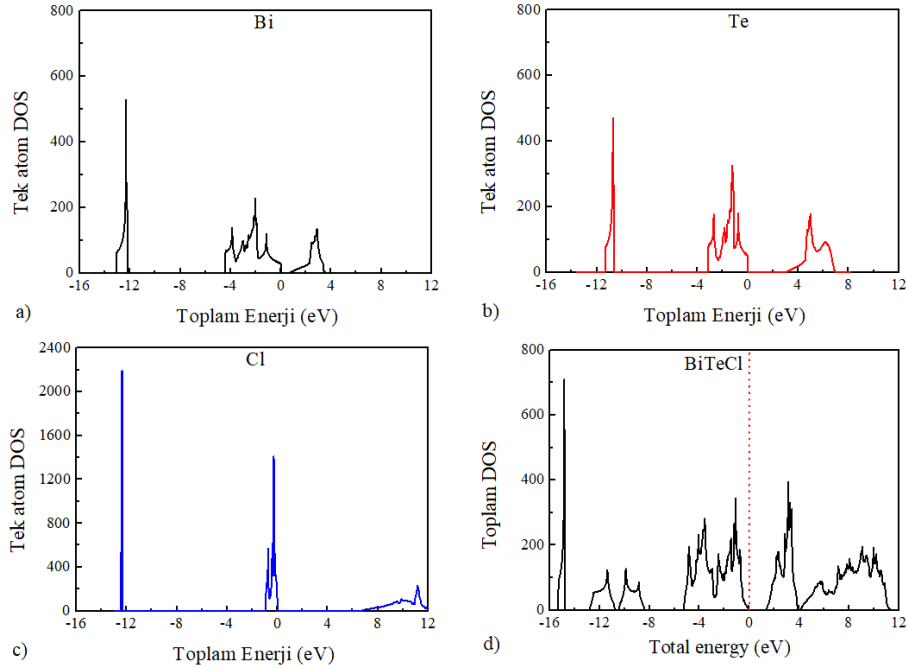 Bi
Tek atom DOS
800
600
400
200
0
-16 -12 -8 -4 0 4 8 12
a)
Toplam Enerji (eV)
Te
Tek atom DOS
800
600
400
200
0
-16 -12 -8 -4 0 4 8 12
b)
Toplam Enerji (eV)
Cl
Tek atom DOS
2400
2200
1800
1500
1200
800
400
300
0
-16 -12 -8 -4 0 4 8 12
c)
Toplam Enerji (eV)
BiTeCl
Toplam DOS
800
600
400
200
0
-16 -12 -8 -4 0 4 8 12
d)
Total energy (eV)